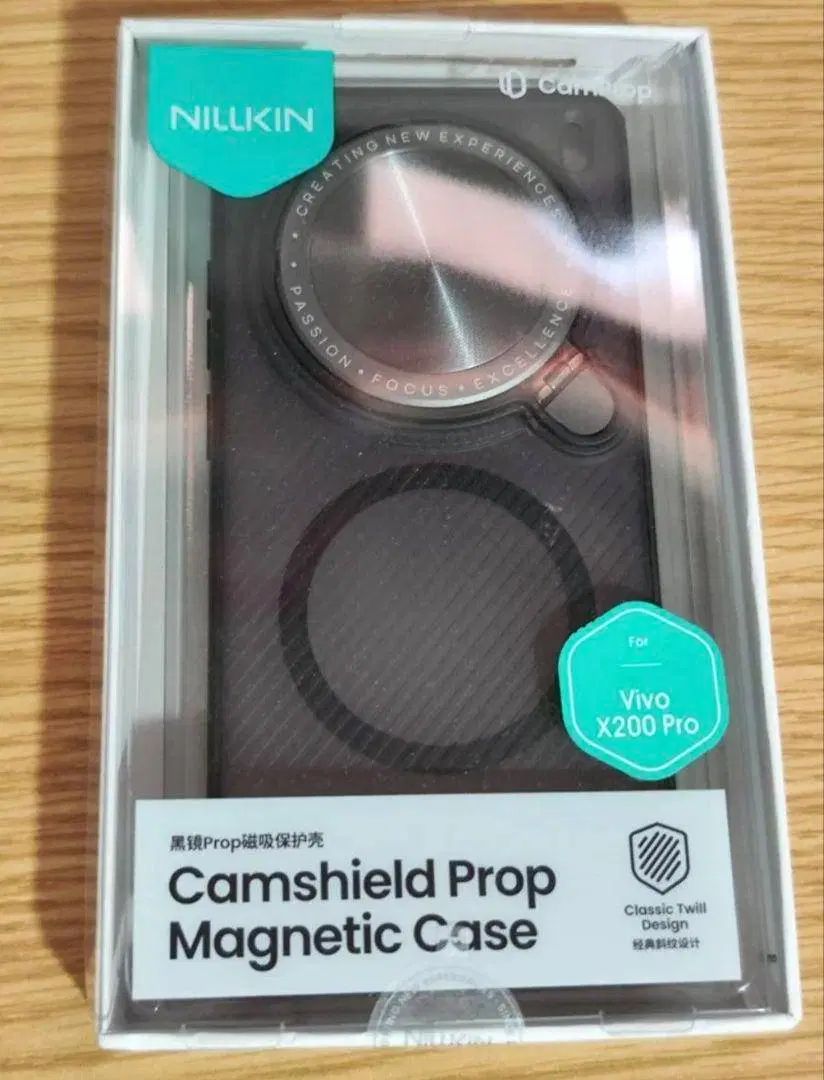 NILLKIN
CamProp
CREATING NEW EXPERIENCES
PASSION • FOCUS • EXCELLENCE
For
Vivo
X200 Pro
黑镜Prop磁吸保护壳
Camshield Prop
Magnetic Case
Classic Twill
Design
经典斜纹设计
NILLKIN